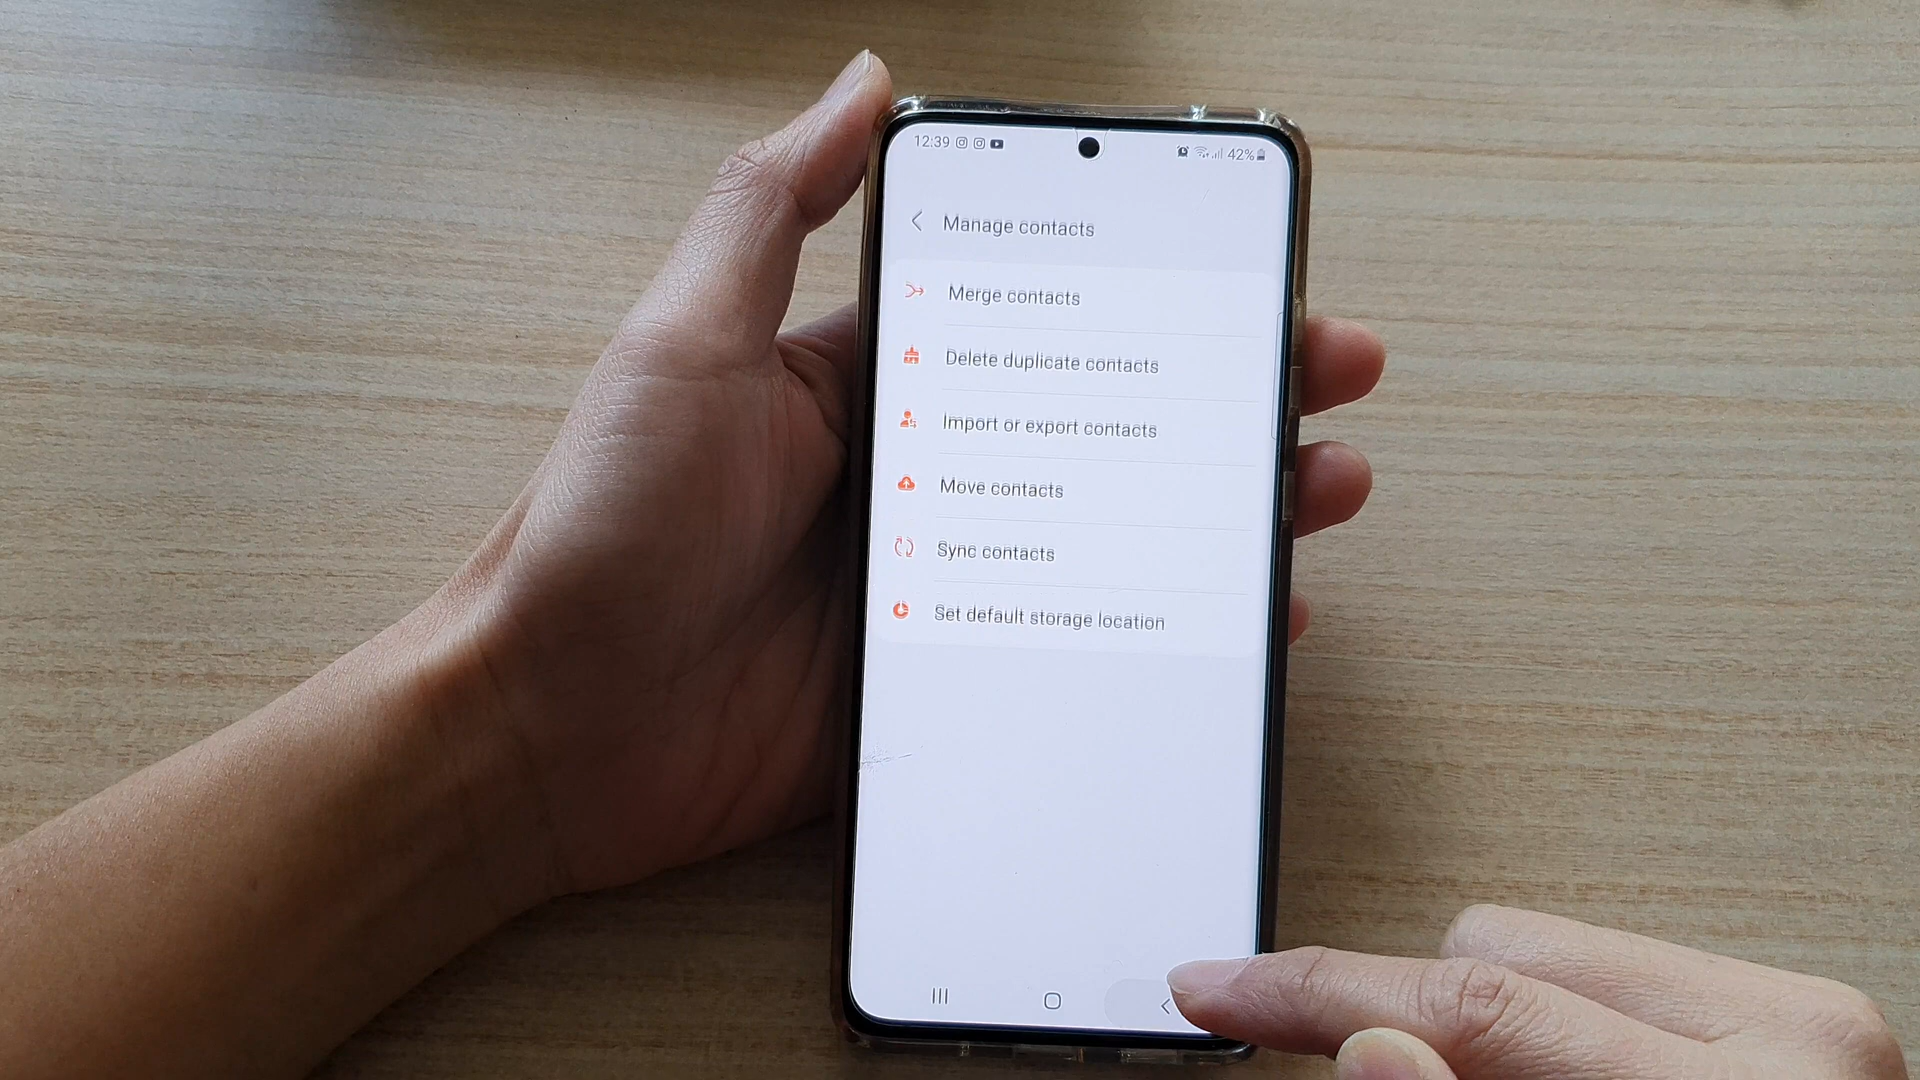 12:39
42%
Manage contacts
Merge contacts
Delete duplicate contacts
Import or export contacts
Move contacts
Sync contacts
Set default storage location